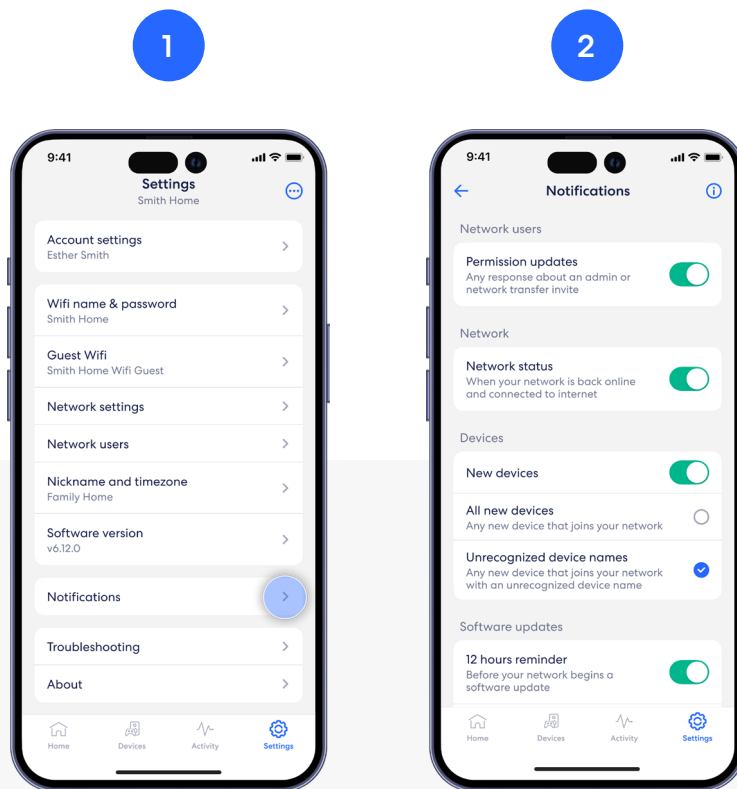 1
9:41
Settings
Smith Home
Account settings
Esther Smith
Wifi name & password
Smith Home
Guest Wifi
Smith Home Wifi Guest
Network settings
Network users
Nickname and timezone
Family Home
Software version
v6.12.0
Notifications
Troubleshooting
About
Home Devices Activity Settings
2
9:41
Notifications
Network users
Permission updates
Any response about an admin or
network transfer invite
Network
Network status
When your network is back online
and connected to internet
Devices
New devices
All new devices
Any new device that joins your network
Unrecognized device names
Any new device that joins your network
with an unrecognized device name
Software updates
12 hours reminder
Before your network begins a
software update
Home Devices Activity Settings